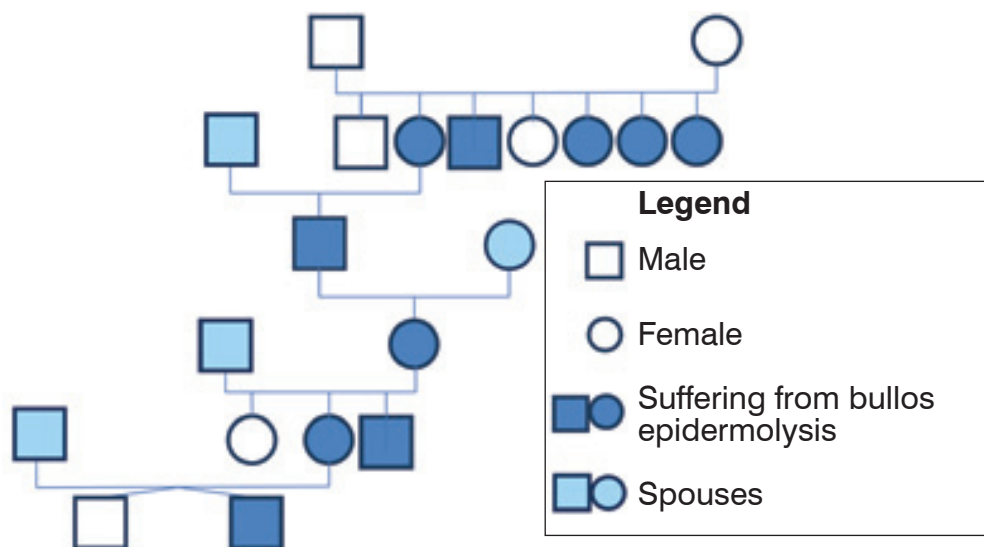 Legend
Male
Female
Suffering from bullos
epidermolysis
Spouses